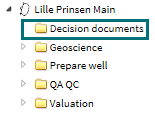 Lille Prinsen Main
Decision documents
Geoscience
Prepare well
QA QC
Valuation